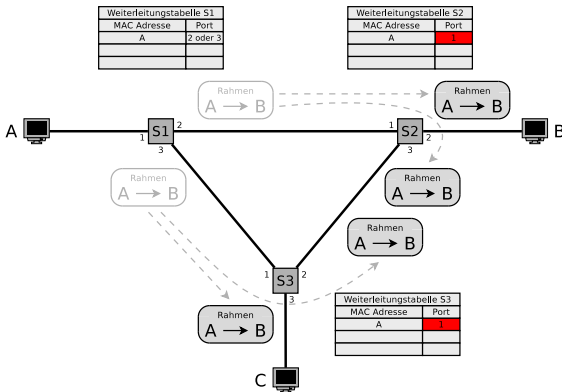 Weiterleitungstabelle S1
MAC Adresse Port
A 2 oder 3
Weiterleitungstabelle S2
MAC Adresse Port
A 1
Rahmen
A → B
Rahmen
A → B
A
1
S1
2
3
1
S2
2
3
B
Rahmen
A → B
Rahmen
A → B
Rahmen
A → B
1
S3
2
3
Rahmen
A → B
Weiterleitungstabelle S3
MAC Adresse Port
A 1
C